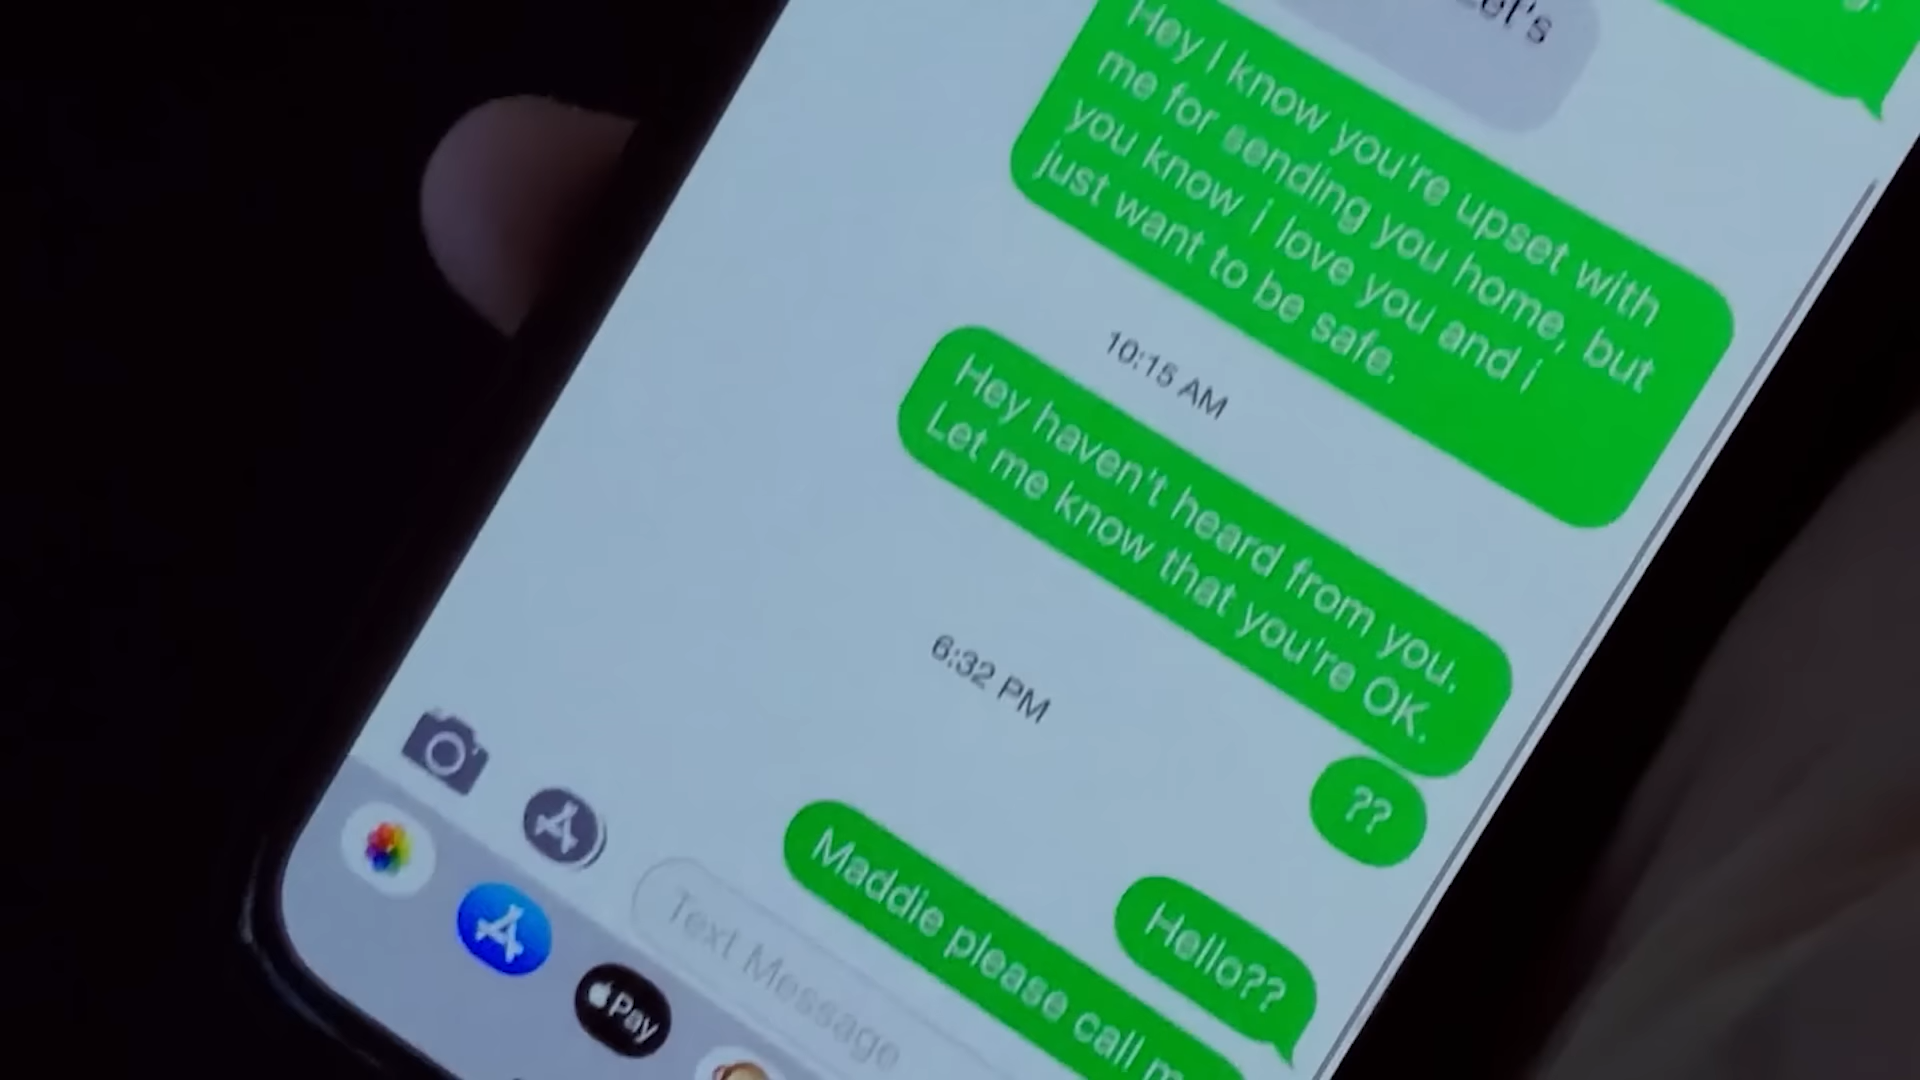 Let's
Hey I know you're upset with
me for sending you home, but
you know i love you and i
just want to be safe.
10:15 AM
Hey haven't heard from you.
Let me know that you're OK.
6:32 PM
??
Hello??
Maddie please call
Text Message
Pay